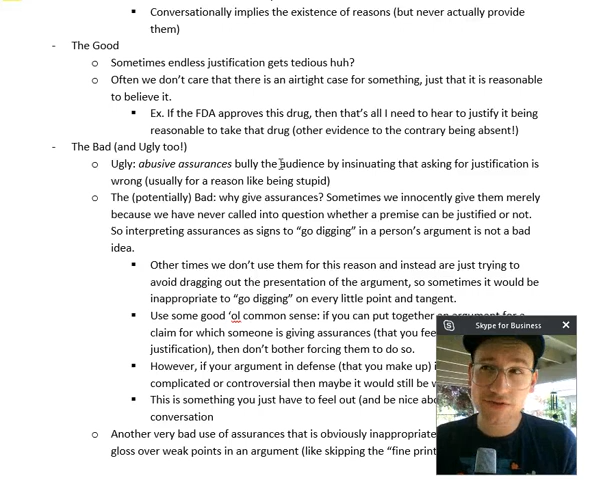 Conversationally implies the existence of reasons (but never actually provide
them)
- The Good
o Sometimes endless justification gets tedious huh?
o Often we don't care that there is an airtight case for something, just that it is reasonable
to believe it.
Ex. If the FDA approves this drug, then that's all I need to hear to justify it being
reasonable to take that drug (other evidence to the contrary being absent!)
- The Bad (and Ugly too!)
o Ugly: abusive assurances bully the audience by insinuating that asking for justification is
wrong (usually for a reason like being stupid)
o The (potentially) Bad: why give assurances? Sometimes we innocently give them merely
because we have never called into question whether a premise can be justified or not.
So interpreting assurances as signs to "go digging" in a person's argument is not a bad
idea.
Other times we don't use them for this reason and instead are just trying to
avoid dragging out the presentation of the argument, so sometimes it would be
inappropriate to "go digging" on every little point and tangent.
Use some good 'ol common sense: if you can put together an argument for a
claim for which someone is giving assurances (that you fee
justification), then don't bother forcing them to do so.
However, if your argument in defense (that you make up)
complicated or controversial then maybe it would still be
This is something you just have to feel out (and be nice
conversation
o Another very bad use of assurances that is obviously inappropriate
gloss over weak points in an argument (like skipping the "fine print
Skype for Business